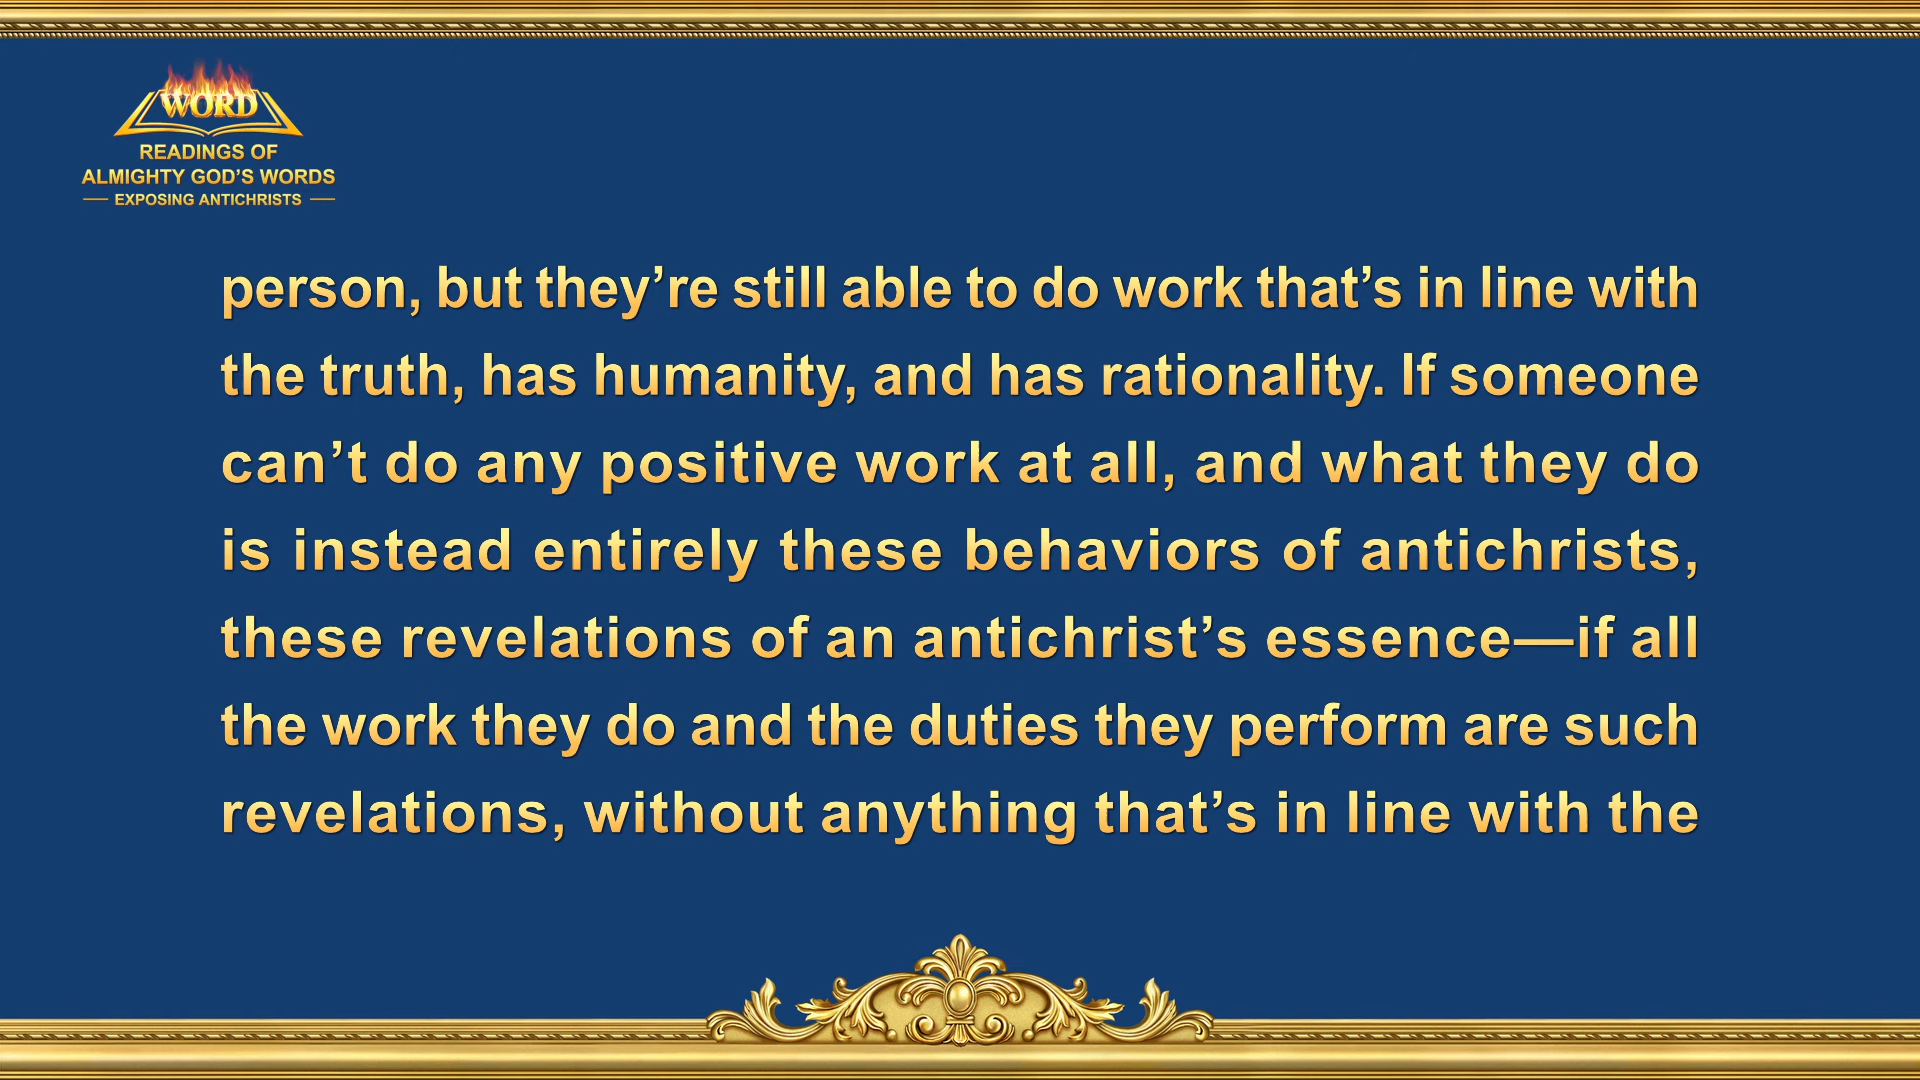 WORD
READINGS OF
ALMIGHTY GOD’S WORDS
EXPOSING ANTICHRISTS
person, but they’re still able to do work that’s in line with
the truth, has humanity, and has rationality. If someone
can’t do any positive work at all, and what they do
is instead entirely these behaviors of antichrists,
these revelations of an antichrist’s essence—if all
the work they do and the duties they perform are such
revelations, without anything that’s in line with the